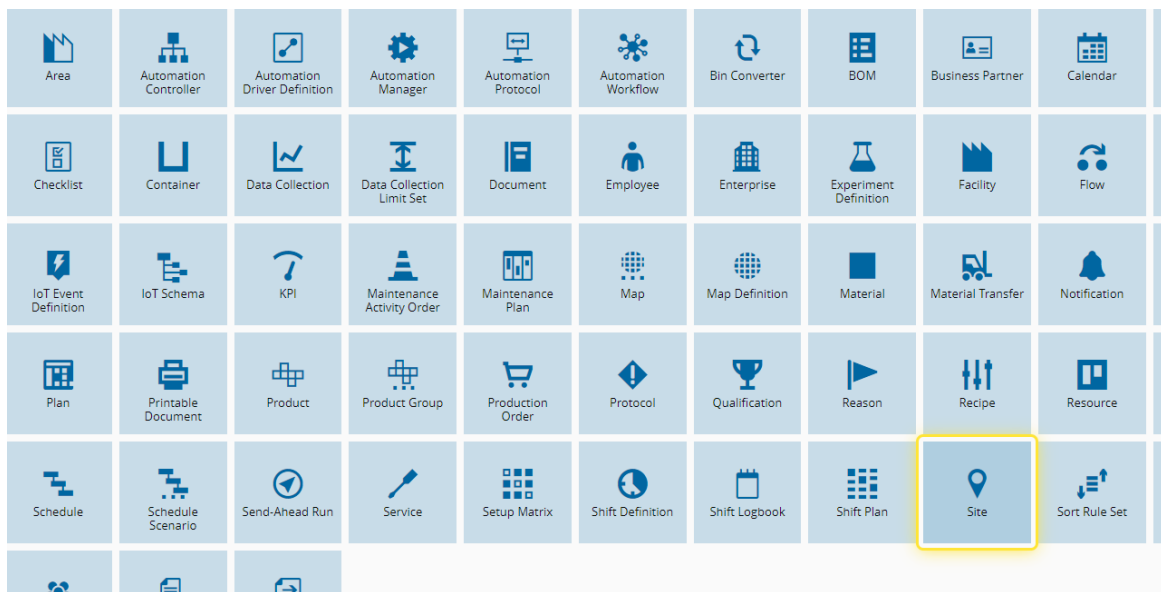 Area
Automation
Controller
Automation
Driver Definition
Automation
Manager
Automation
Protocol
Automation
Workflow
Bin Converter
BOM
Business Partner
Calendar
Checklist
Container
Data Collection
Data Collection
Limit Set
Document
Employee
Enterprise
Experiment
Definition
Facility
Flow
IoT Event
Definition
IoT Schema
KPI
Maintenance
Activity Order
Maintenance
Plan
Map
Map Definition
Material
Material Transfer
Notification
Plan
Printable
Document
Product
Product Group
Production
Order
Protocol
Qualification
Reason
Recipe
Resource
Schedule
Schedule
Scenario
Send-Ahead Run
Service
Setup Matrix
Shift Definition
Shift Logbook
Shift Plan
Site
Sort Rule Set